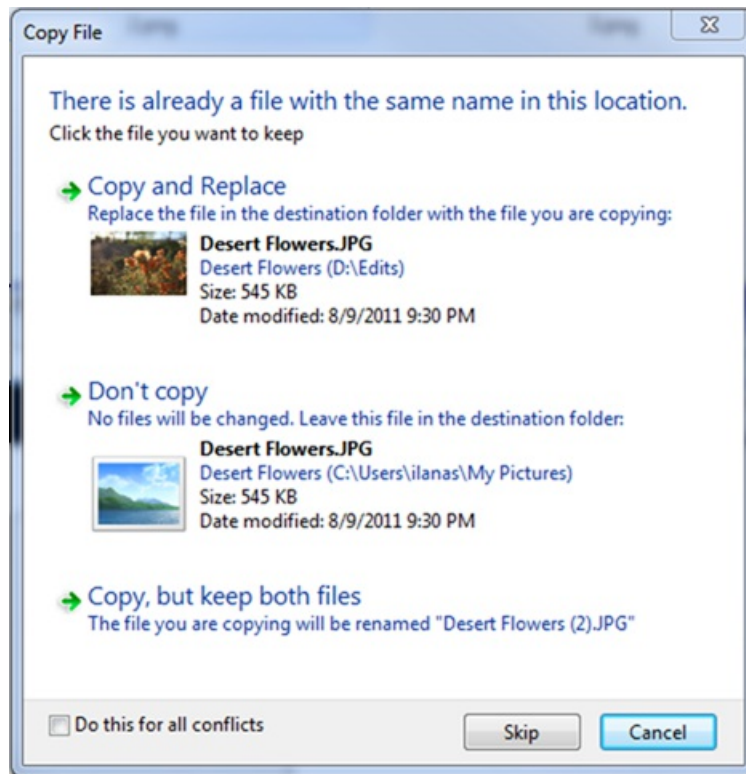 Copy File
There is already a file with the same name in this location.
Click the file you want to keep
Copy and Replace
Replace the file in the destination folder with the file you are copying:
Desert Flowers.JPG
Desert Flowers (D:\Edits)
Size: 545 KB
Date modified: 8/9/2011 9:30 PM
Don't copy
No files will be changed. Leave this file in the destination folder:
Desert Flowers.JPG
Desert Flowers (C:\Users\ilanas\My Pictures)
Size: 545 KB
Date modified: 8/9/2011 9:30 PM
Copy, but keep both files
The file you are copying will be renamed "Desert Flowers (2).JPG"
Do this for all conflicts
Skip
Cancel